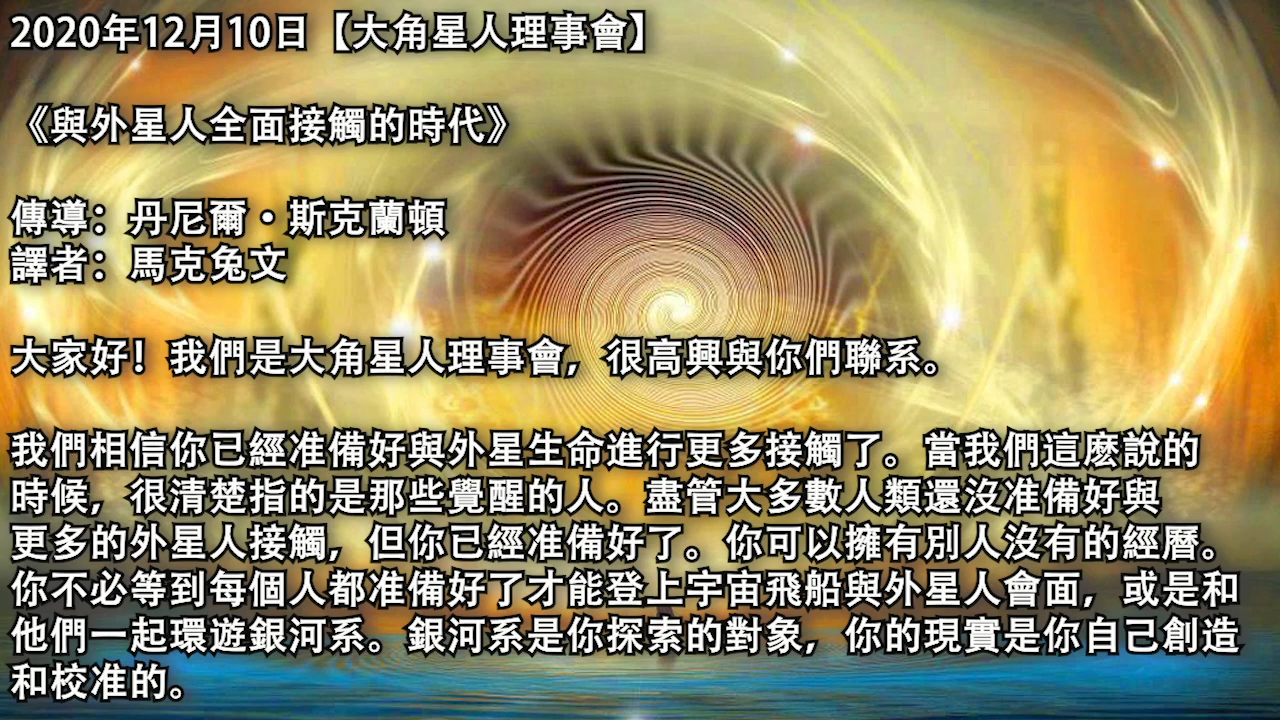 2020年12月10日【大角星人理事會】
《與外星人全面接觸的時代》
傳導：丹尼爾·斯克蘭頓
譯者：馬克兔文
大家好！我們是大角星人理事會，很高興與你們聯系。
我們相信你已經准備好與外星生命進行更多接觸了。當我們這麽說的
時候，很清楚指的是那些覺醒的人。盡管大多數人類還沒准備好與
更多的外星人接觸，但你已經准備好了。你可以擁有別人沒有的經曆。
你不必等到每個人都准備好了才能登上宇宙飛船與外星人會面，或是和
他們一起環遊銀河系。銀河系是你探索的對象，你的現實是你自己創造
和校准的。